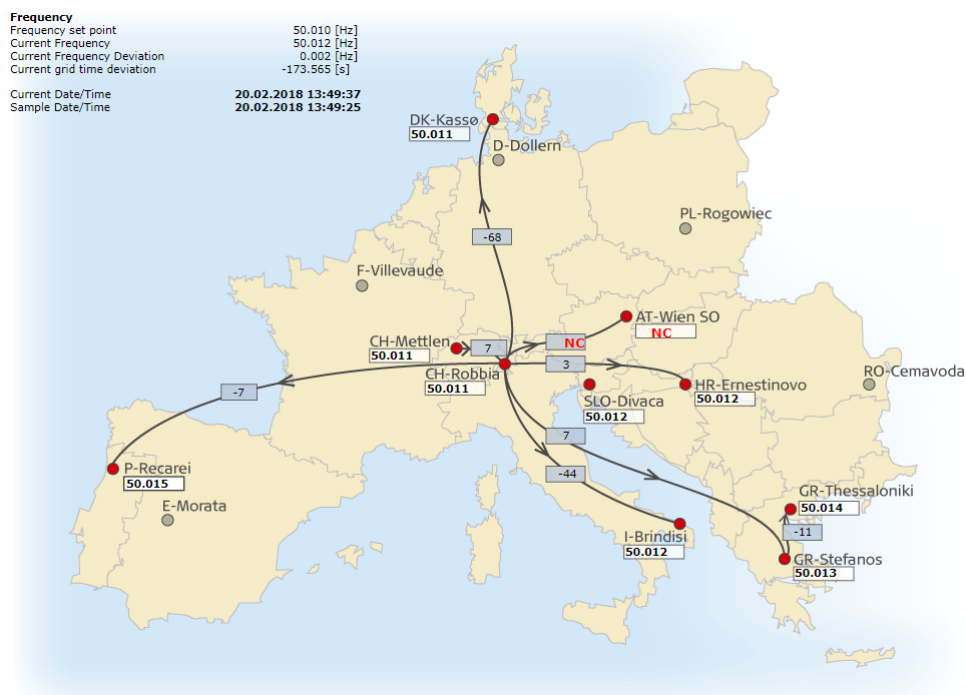 Frequency
Frequency set point 50.010 [Hz]
Current Frequency 50.012 [Hz]
Current Frequency Deviation 0.002 [Hz]
Current grid time deviation -173.565 [s]
Current Date/Time 20.02.2018 13:49:37
Sample Date/Time 20.02.2018 13:49:25
DK-Kassø
50.011
D-Dollern
PL-Rogowiec
-68
F-Villevaude
AT-Wien SO
NC
NC
CH-Mettlen
50.011
7
3
CH-Robbia
50.011
RO-Cernavoda
HR-Ernestinovo
50.012
-7
SLO-Divaca
50.012
7
P-Recarei
50.015
-44
E-Morata
GR-Thessaloniki
50.014
I-Brindisi
50.012
-11
GR-Stefanos
50.013